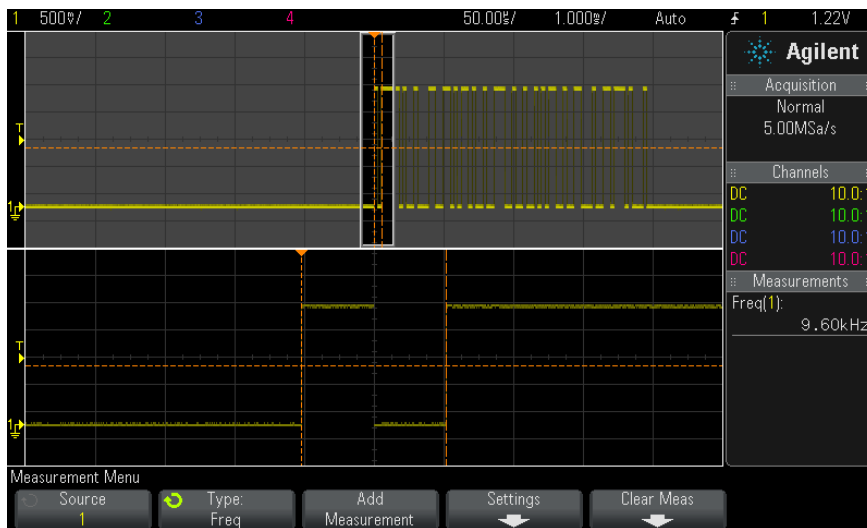 1 500mV/ 2 3 4 50.00µs/ 1.000ms/ Auto 1 1.22V
Agilent
Acquisition
Normal
5.00MSa/s
Channels
DC 10.0:
DC 10.0:
DC 10.0:
DC 10.0:
Measurements
Freq(1):
9.60kHz
T
1
T
1
Measurement Menu
Source
1
Type:
Freq
Add
Measurement
Settings
Clear Meas